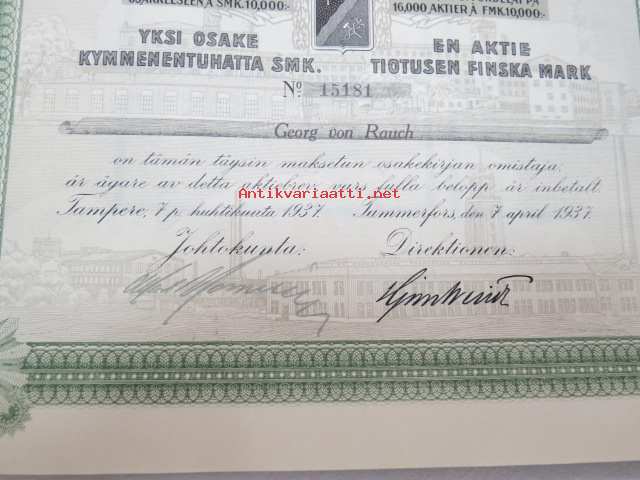 OSAKKEESEEN À SMK.10,000:-
16,000 AKTIER À FMK.10,000:-
YKSI OSAKE
KYMMENENTUHATTA SMK.
EN AKTIE
TIOTUSEN FINSKA MARK
No 15181
Georg von Rauch
on tämän täysin maksetun osakekirjan omistaja;
är ägare av detta aktiebrev, vars fulla belopp är inbetalt.
Antikvariaatti.net
Tampere, 7 p. huhtikuuta 1937. Tammerfors, den 7 april 1937.
Johtokunta: Direktionen: